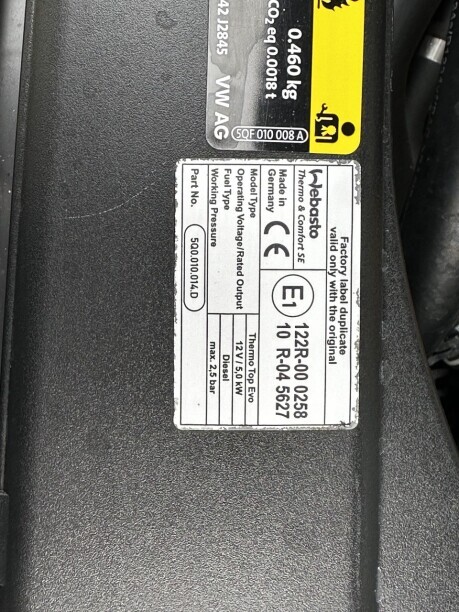 0.460 kg
CO2 eq 0.0018 t
42 J2845
VW AG
5QF 010 008 A
Factory label duplicate
valid only with the original
Webasto
Thermo & Comfort SE
Made in
Germany
CE
E1
122R-00 0258
10 R-04 5627
Model Type Thermo Top Evo
Operating Voltage/Rated Output 12 V / 5,0 kW
Fuel Type Diesel
Working Pressure max. 2,5 bar
Part No. 5Q0.010.014.D